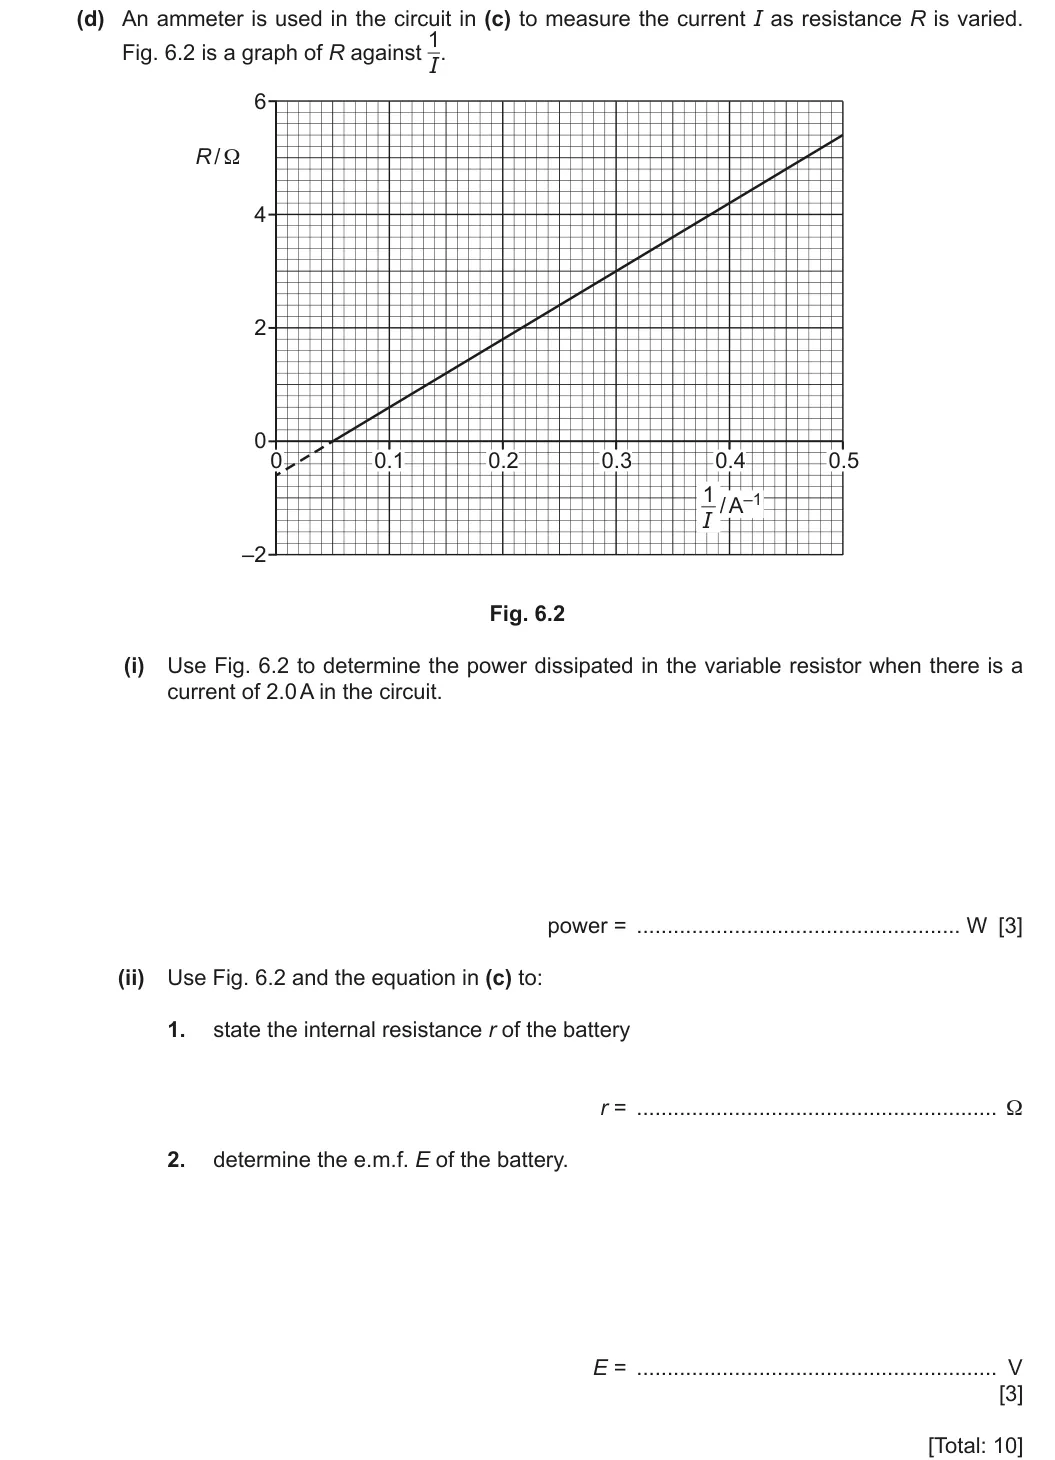 (d) An ammeter is used in the circuit in (c) to measure the current I as resistance R is varied.
Fig. 6.2 is a graph of R against 1/I.
6
R/Ω
4
2
0
0 0.1 0.2 0.3 0.4 0.5
1/I /A⁻¹
–2
Fig. 6.2
(i) Use Fig. 6.2 to determine the power dissipated in the variable resistor when there is a
current of 2.0A in the circuit.
power = ..................................................... W [3]
(ii) Use Fig. 6.2 and the equation in (c) to:
1. state the internal resistance r of the battery
r = ........................................................... Ω
2. determine the e.m.f. E of the battery.
E = ........................................................... V
[3]
[Total: 10]